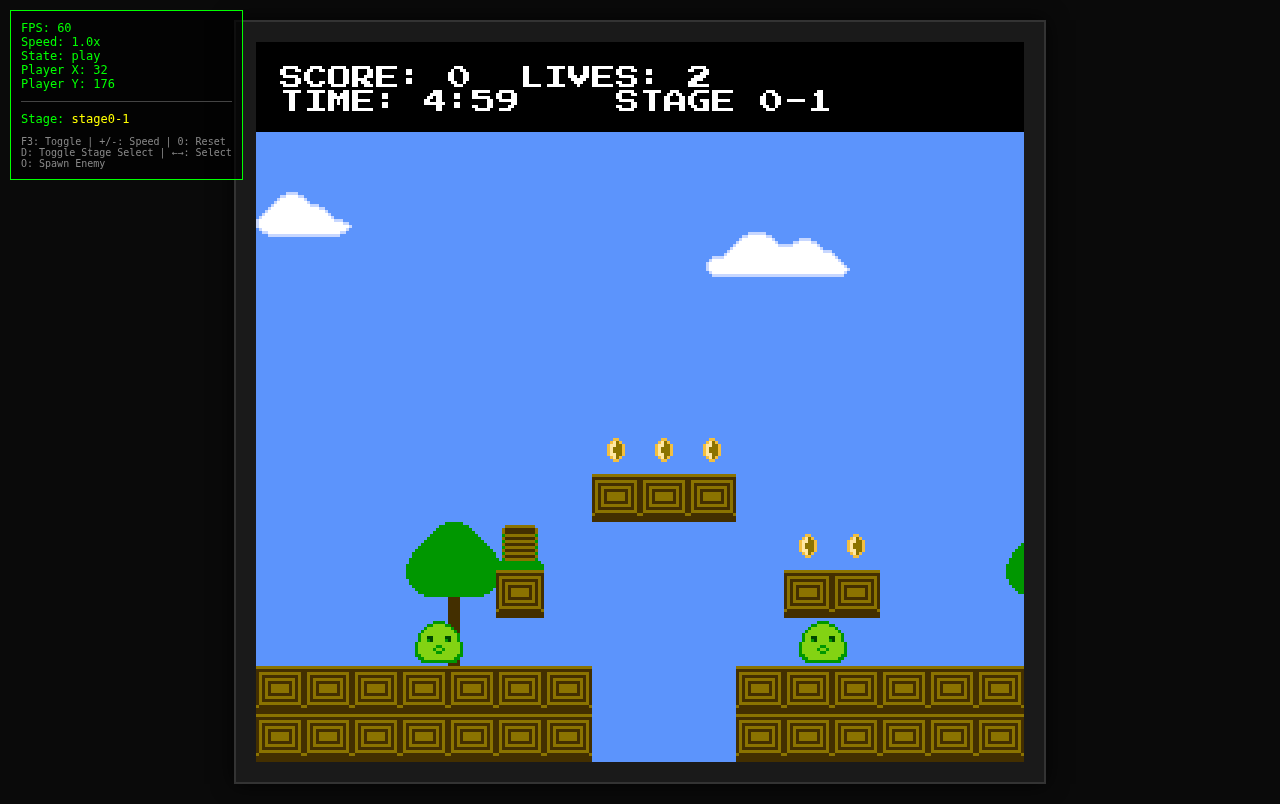 FPS: 60
Speed: 1.0x
State: play
Player X: 32
Player Y: 176
Stage: stage0-1
F3: Toggle | +/-: Speed | 0: Reset
D: Toggle Stage Select | ←→: Select
O: Spawn Enemy
SCORE: 0 LIVES: 2
TIME: 4:59 STAGE 0-1